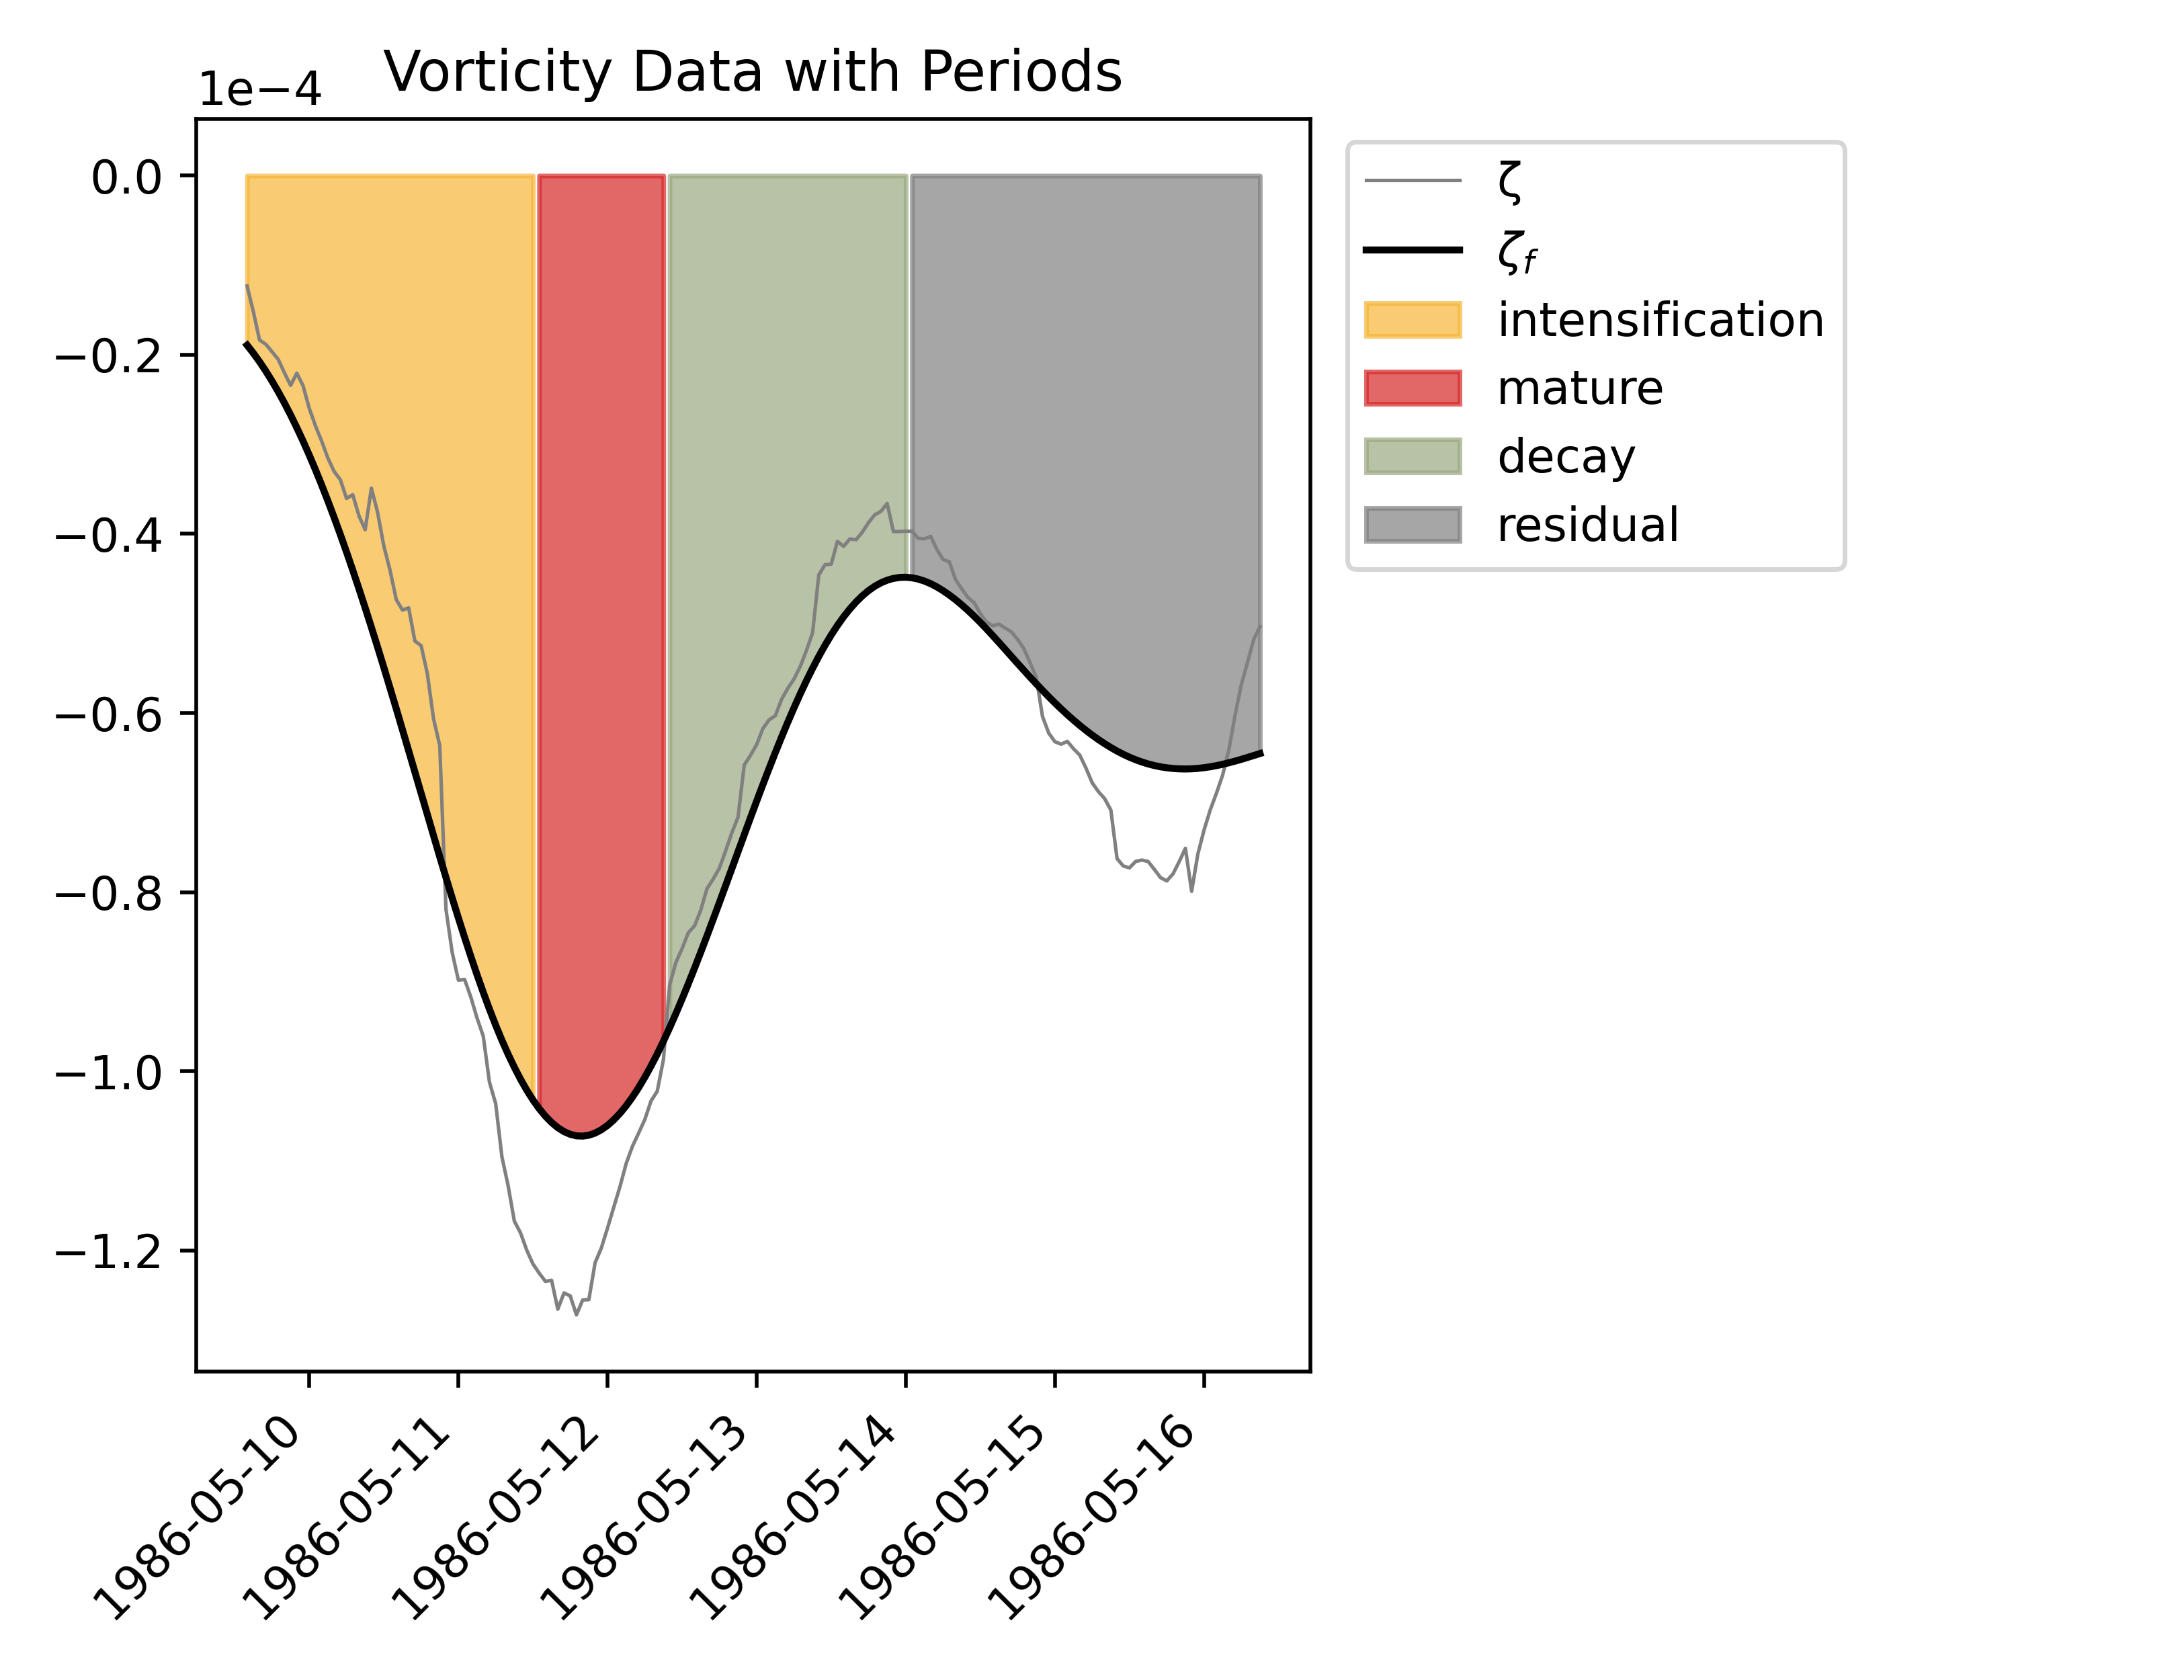 Vorticity Data with Periods
1e−4
0.0
−0.2
−0.4
−0.6
−0.8
−1.0
−1.2
1986-05-10
1986-05-11
1986-05-12
1986-05-13
1986-05-14
1986-05-15
1986-05-16
ζ
ζf
intensification
mature
decay
residual